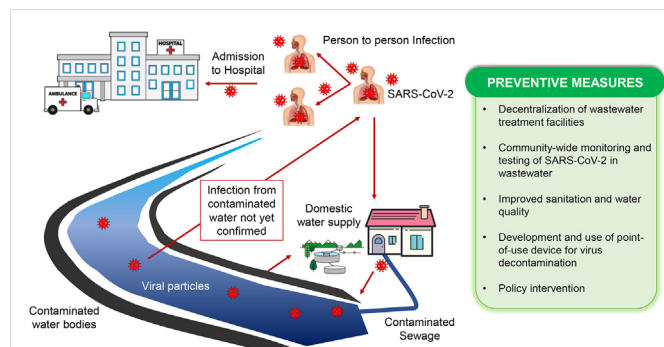 HOSPITAL
AMBULANCE
Admission
to Hospital
Person to person Infection
SARS-CoV-2
Infection from
contaminated
water not yet
confirmed
Domestic
water supply
Viral particles
Contaminated
water bodies
Contaminated
Sewage
PREVENTIVE MEASURES
• Decentralization of wastewater
treatment facilities
• Community-wide monitoring and
testing of SARS-CoV-2 in
wastewater
• Improved sanitation and water
quality
• Development and use of point-
of-use device for virus
decontamination
• Policy intervention